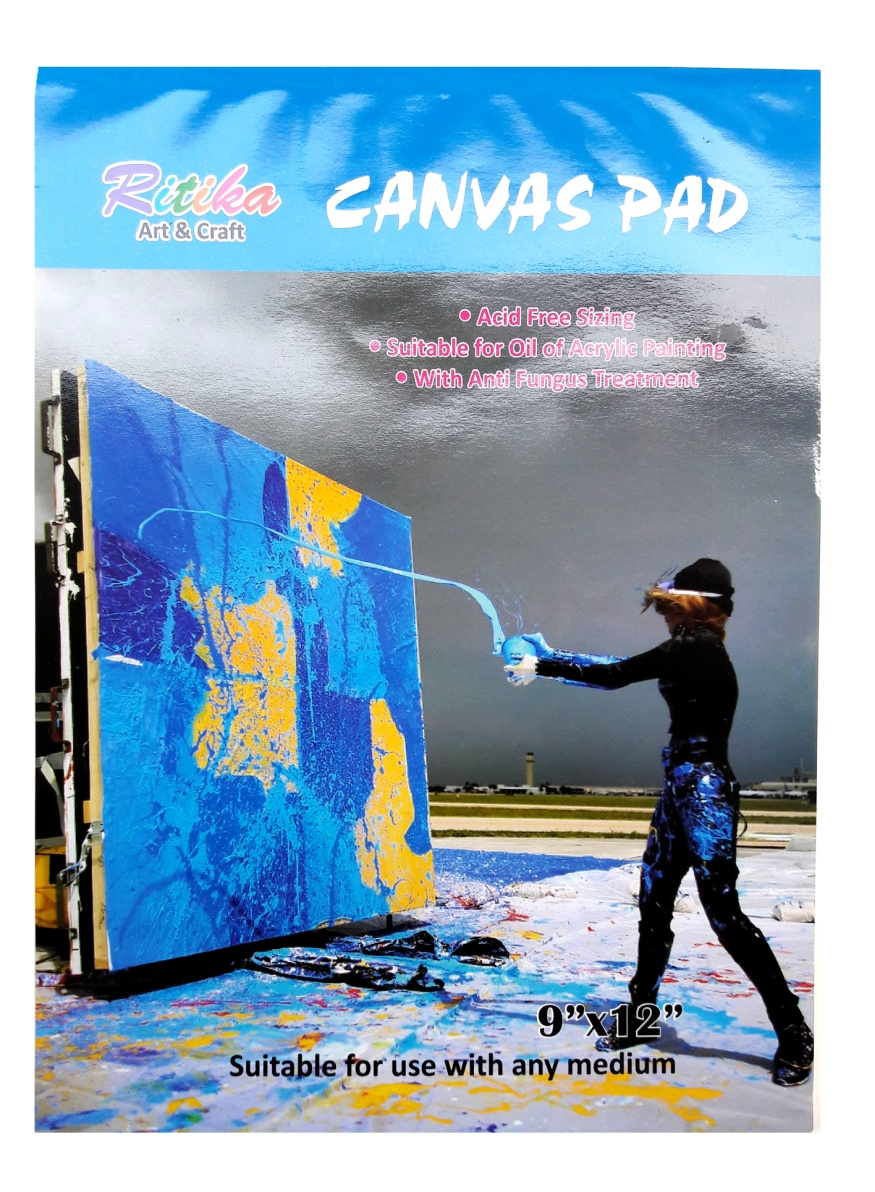 Ritika
Art & Craft
CANVAS PAD
• Acid Free Sizing
• Suitable for Oil of Acrylic Painting
• With Anti Fungus Treatment
9”x12”
Suitable for use with any medium